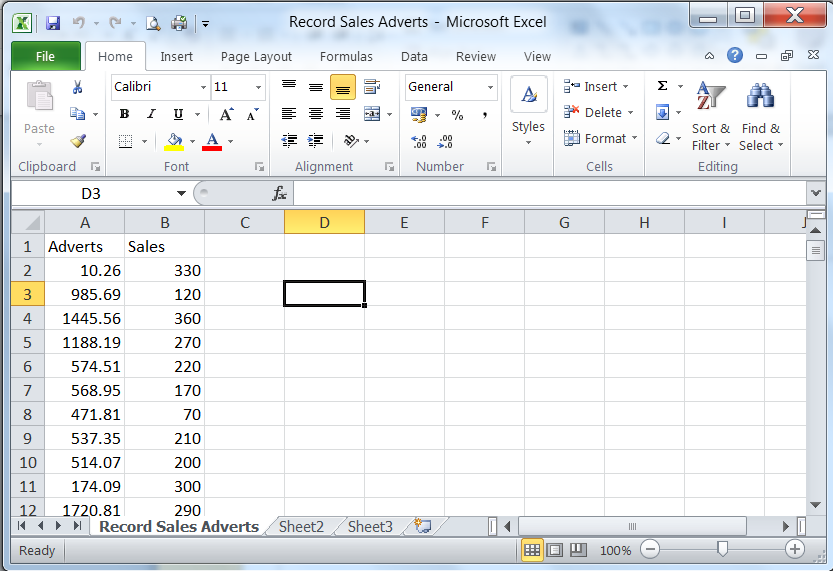 Record Sales Adverts - Microsoft Excel
File Home Insert Page Layout Formulas Data Review View
Calibri 11 General Insert Σ
Paste B I U A A % , Styles Delete Sort & Find &
A Format Filter Select
Clipboard Font Alignment Number Cells Editing
D3 fx
A B C D E F G H I J
1 Adverts Sales
2 10.26 330
3 985.69 120
4 1445.56 360
5 1188.19 270
6 574.51 220
7 568.95 170
8 471.81 70
9 537.35 210
10 514.07 200
11 174.09 300
12 1720.81 290
Record Sales Adverts Sheet2 Sheet3
Ready 100%